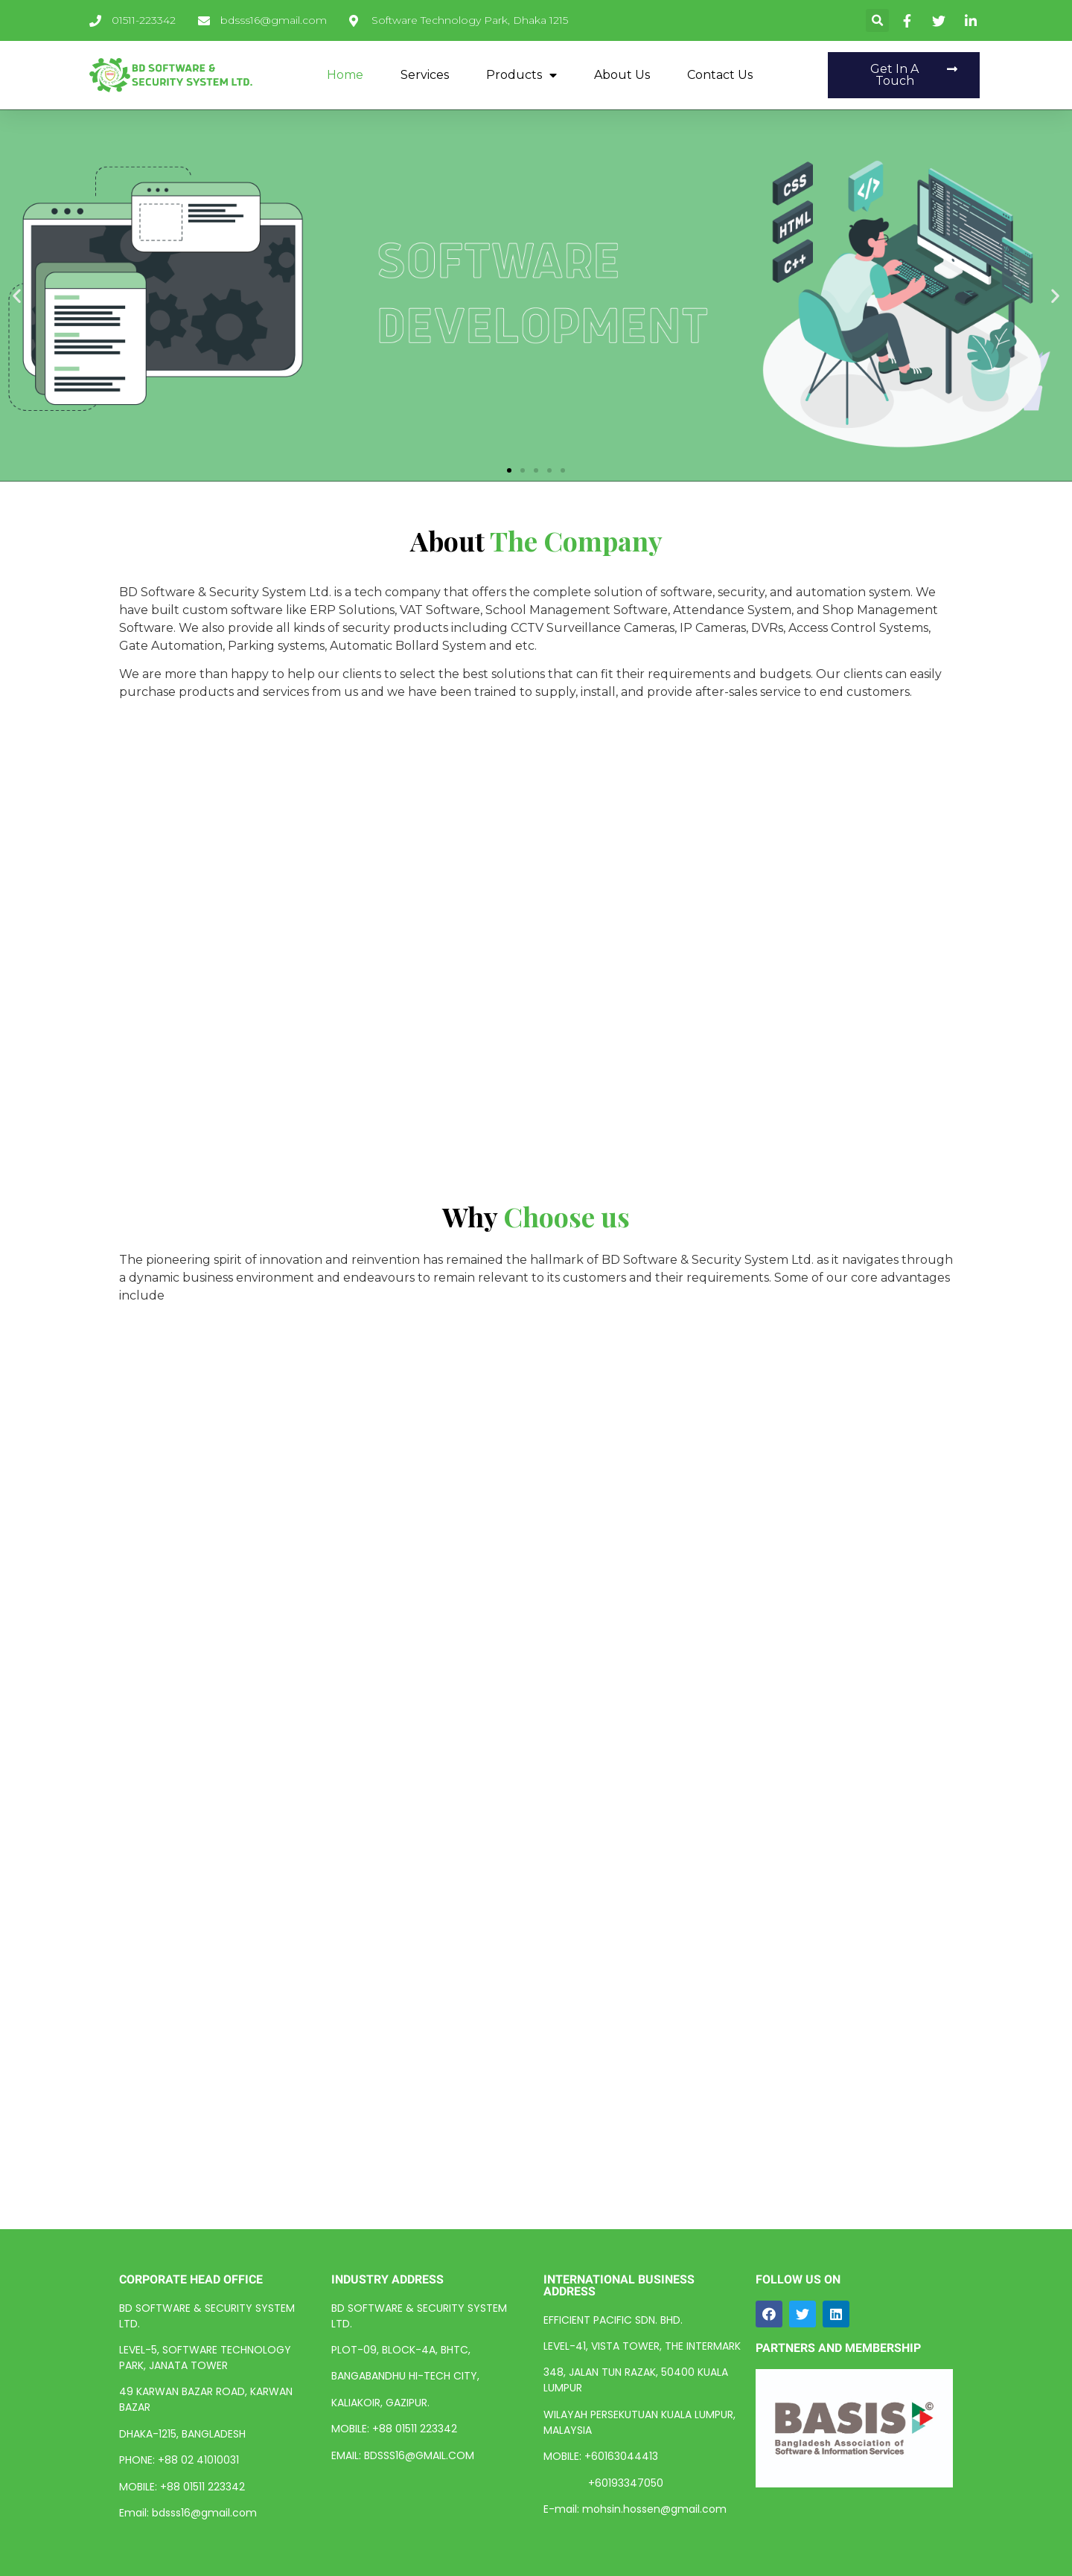 01511-223342
bdsss16@gmail.com
Software Technology Park, Dhaka 1215
BD SOFTWARE &
SECURITY SYSTEM LTD.
Home
Services
Products
About Us
Contact Us
Get In A
Touch
CSS
HTML
C++
</>
SOFTWARE
DEVELOPMENT
About The Company
BD Software & Security System Ltd. is a tech company that offers the complete solution of software, security, and automation system. We
have built custom software like ERP Solutions, VAT Software, School Management Software, Attendance System, and Shop Management
Software. We also provide all kinds of security products including CCTV Surveillance Cameras, IP Cameras, DVRs, Access Control Systems,
Gate Automation, Parking systems, Automatic Bollard System and etc.
We are more than happy to help our clients to select the best solutions that can fit their requirements and budgets. Our clients can easily
purchase products and services from us and we have been trained to supply, install, and provide after-sales service to end customers.
Why Choose us
The pioneering spirit of innovation and reinvention has remained the hallmark of BD Software & Security System Ltd. as it navigates through
a dynamic business environment and endeavours to remain relevant to its customers and their requirements. Some of our core advantages
include
CORPORATE HEAD OFFICE
BD SOFTWARE & SECURITY SYSTEM
LTD.
LEVEL-5, SOFTWARE TECHNOLOGY
PARK, JANATA TOWER
49 KARWAN BAZAR ROAD, KARWAN
BAZAR
DHAKA-1215, BANGLADESH
PHONE: +88 02 41010031
MOBILE: +88 01511 223342
Email: bdsss16@gmail.com
INDUSTRY ADDRESS
BD SOFTWARE & SECURITY SYSTEM
LTD.
PLOT-09, BLOCK-4A, BHTC,
BANGABANDHU HI-TECH CITY,
KALIAKOIR, GAZIPUR.
MOBILE: +88 01511 223342
EMAIL: BDSSS16@GMAIL.COM
INTERNATIONAL BUSINESS
ADDRESS
EFFICIENT PACIFIC SDN. BHD.
LEVEL-41, VISTA TOWER, THE INTERMARK
348, JALAN TUN RAZAK, 50400 KUALA
LUMPUR
WILAYAH PERSEKUTUAN KUALA LUMPUR,
MALAYSIA
MOBILE: +60163044413
+60193347050
E-mail: mohsin.hossen@gmail.com
FOLLOW US ON
PARTNERS AND MEMBERSHIP
BASIS©
Bangladesh Association of
Software & Information Services